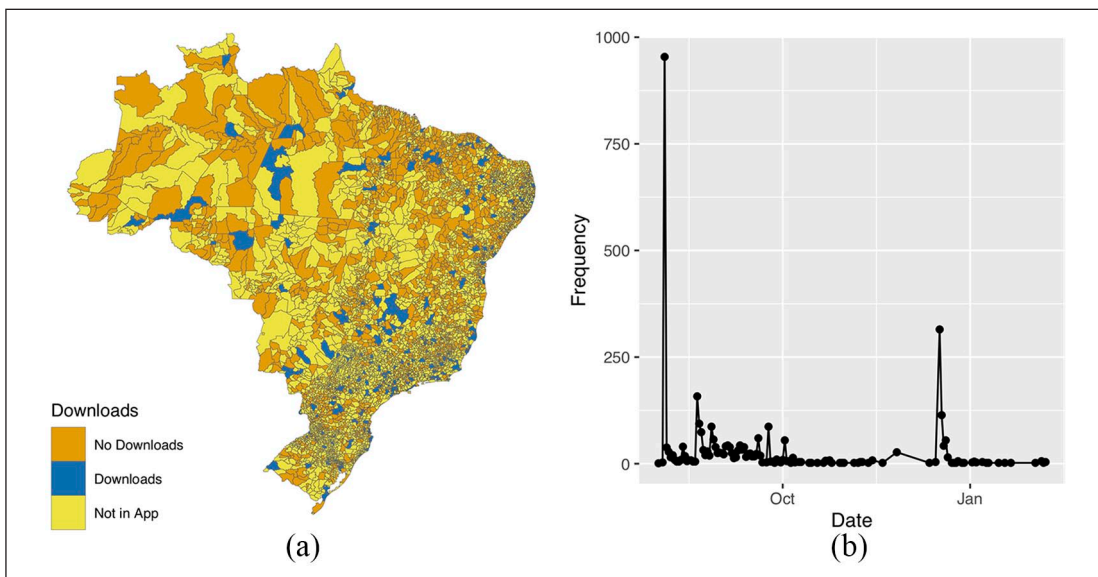 Downloads
No Downloads
Downloads
Not in App
(a)
1000
750
500
250
0
Frequency
Oct
Jan
Date
(b)